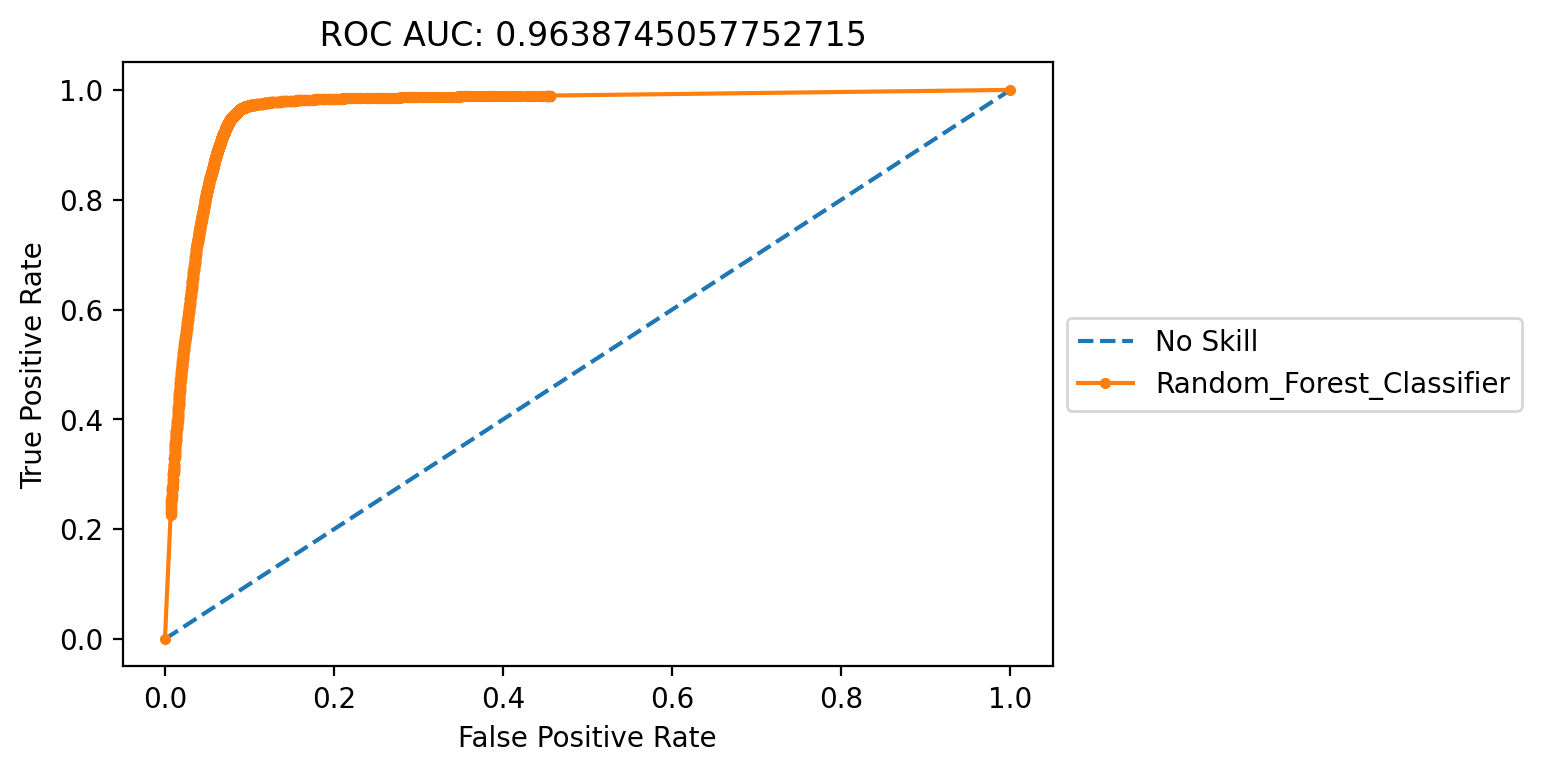 ROC AUC: 0.9638745057752715
1.0
0.8
0.6
0.4
0.2
0.0
True Positive Rate
0.0 0.2 0.4 0.6 0.8 1.0
False Positive Rate
No Skill
Random_Forest_Classifier